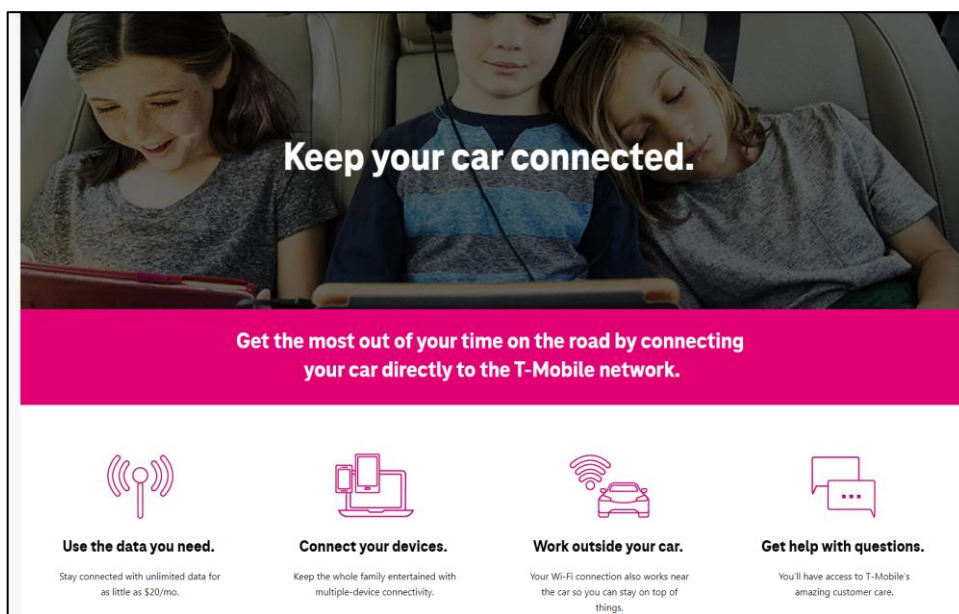 Keep your car connected.
Get the most out of your time on the road by connecting
your car directly to the T-Mobile network.
Use the data you need.
Stay connected with unlimited data for
as little as $20/mo.
Connect your devices.
Keep the whole family entertained with
multiple-device connectivity.
Work outside your car.
Your Wi-Fi connection also works near
the car so you can stay on top of
things.
Get help with questions.
You'll have access to T-Mobile's
amazing customer care.